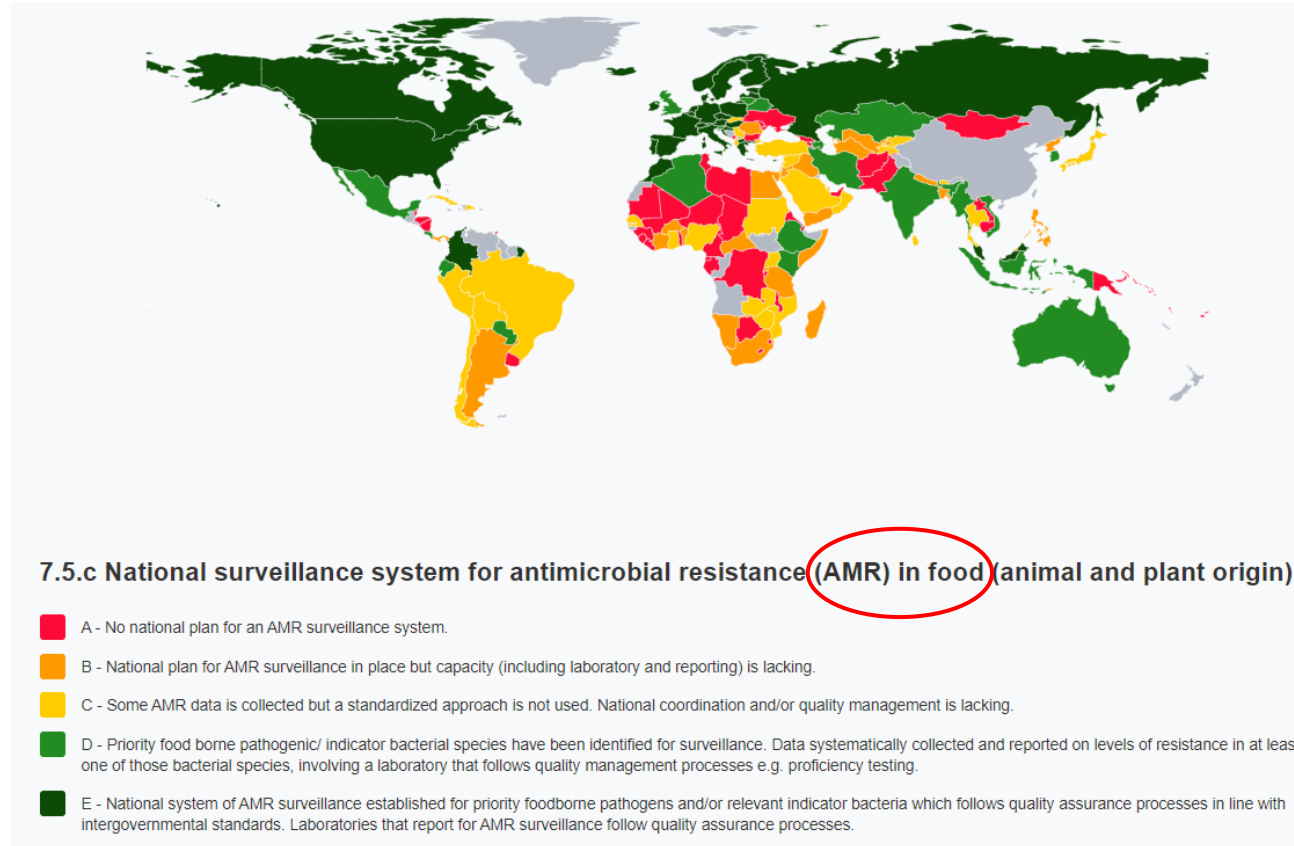 7.5.c National surveillance system for antimicrobial resistance (AMR) in food (animal and plant origin)
A - No national plan for an AMR surveillance system.
B - National plan for AMR surveillance in place but capacity (including laboratory and reporting) is lacking.
C - Some AMR data is collected but a standardized approach is not used. National coordination and/or quality management is lacking.
D - Priority food borne pathogenic/ indicator bacterial species have been identified for surveillance. Data systematically collected and reported on levels of resistance in at leas
one of those bacterial species, involving a laboratory that follows quality management processes e.g. proficiency testing.
E - National system of AMR surveillance established for priority foodborne pathogens and/or relevant indicator bacteria which follows quality assurance processes in line with
intergovernmental standards. Laboratories that report for AMR surveillance follow quality assurance processes.